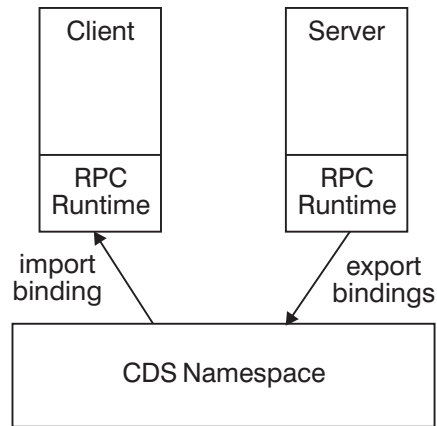 Client
Server
RPC
Runtime
RPC
Runtime
import
binding
export
bindings
CDS Namespace